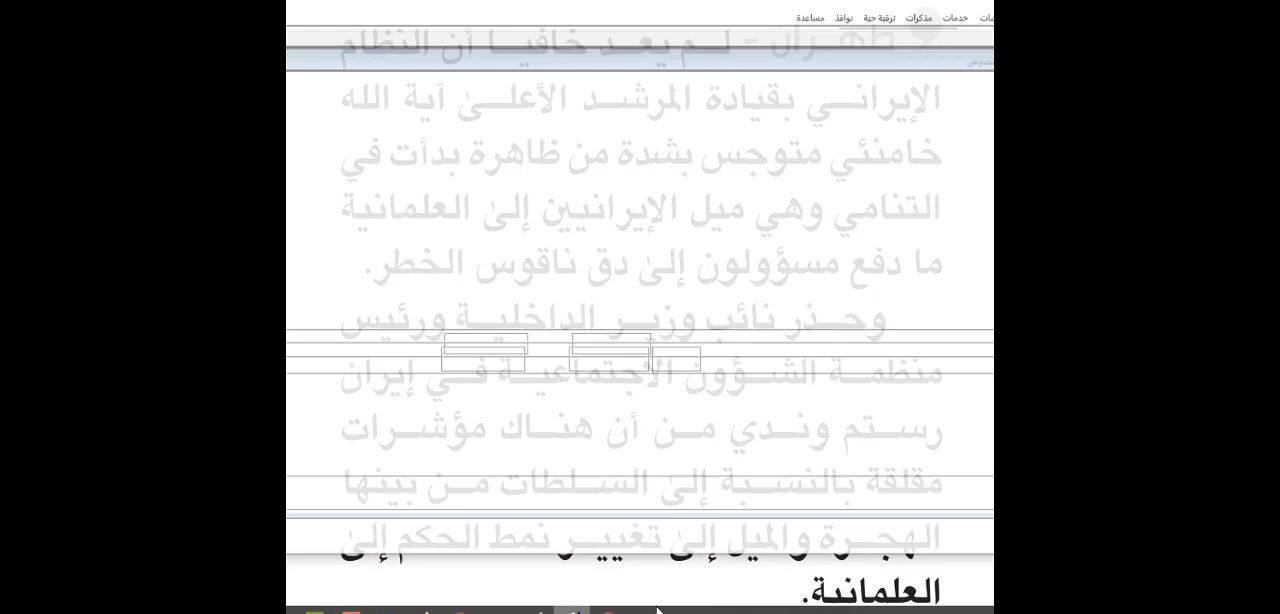 خدمات مذكرات ترقية حية نوافذ مساعدة
طهران - لم يعد خافيا أن النظام
الإيراني بقيادة المرشد الأعلى آية الله
خامنئي متوجس بشدة من ظاهرة بدأت في
التنامي وهي ميل الإيرانيين إلى العلمانية
ما دفع مسؤولون إلى دق ناقوس الخطر.
وحذر نائب وزير الداخلية ورئيس
منظمة الشؤون الاجتماعية في إيران
رستم وندي من أن هناك مؤشرات
مقلقة بالنسبة إلى السلطات من بينها
الهجرة والميل إلى تغيير نمط الحكم إلى
العلمانية.